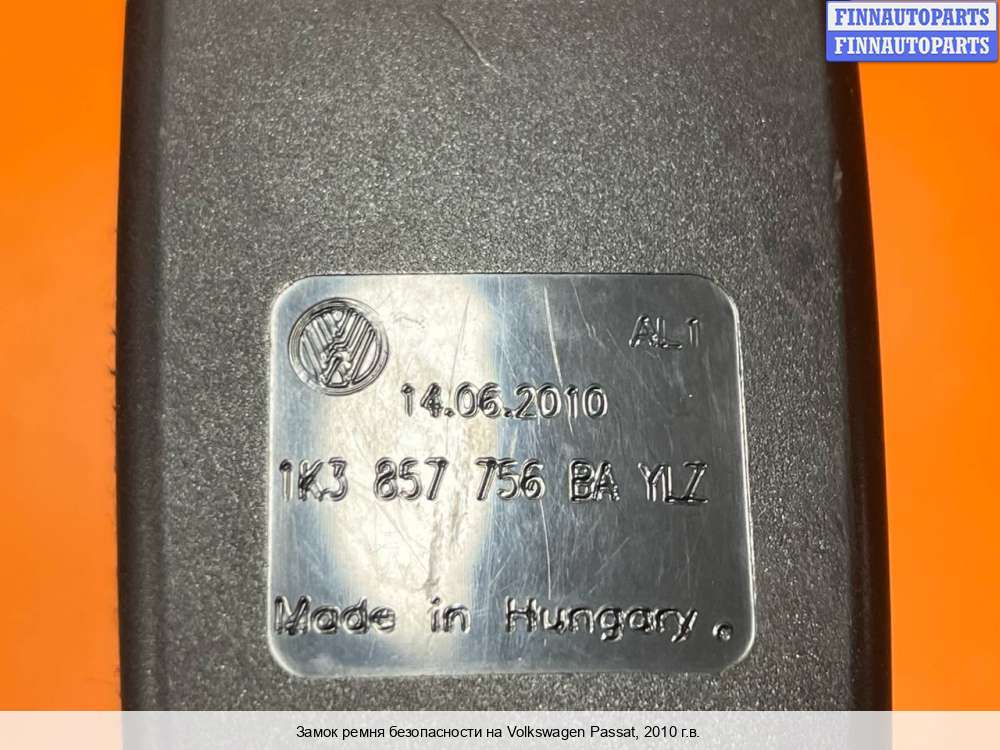 FINNAUTOPARTS
FINNAUTOPARTS
AL1
14.06.2010
1K3 857 756 BA YLZ
Made in Hungary.
Замок ремня безопасности на Volkswagen Passat, 2010 г.в.